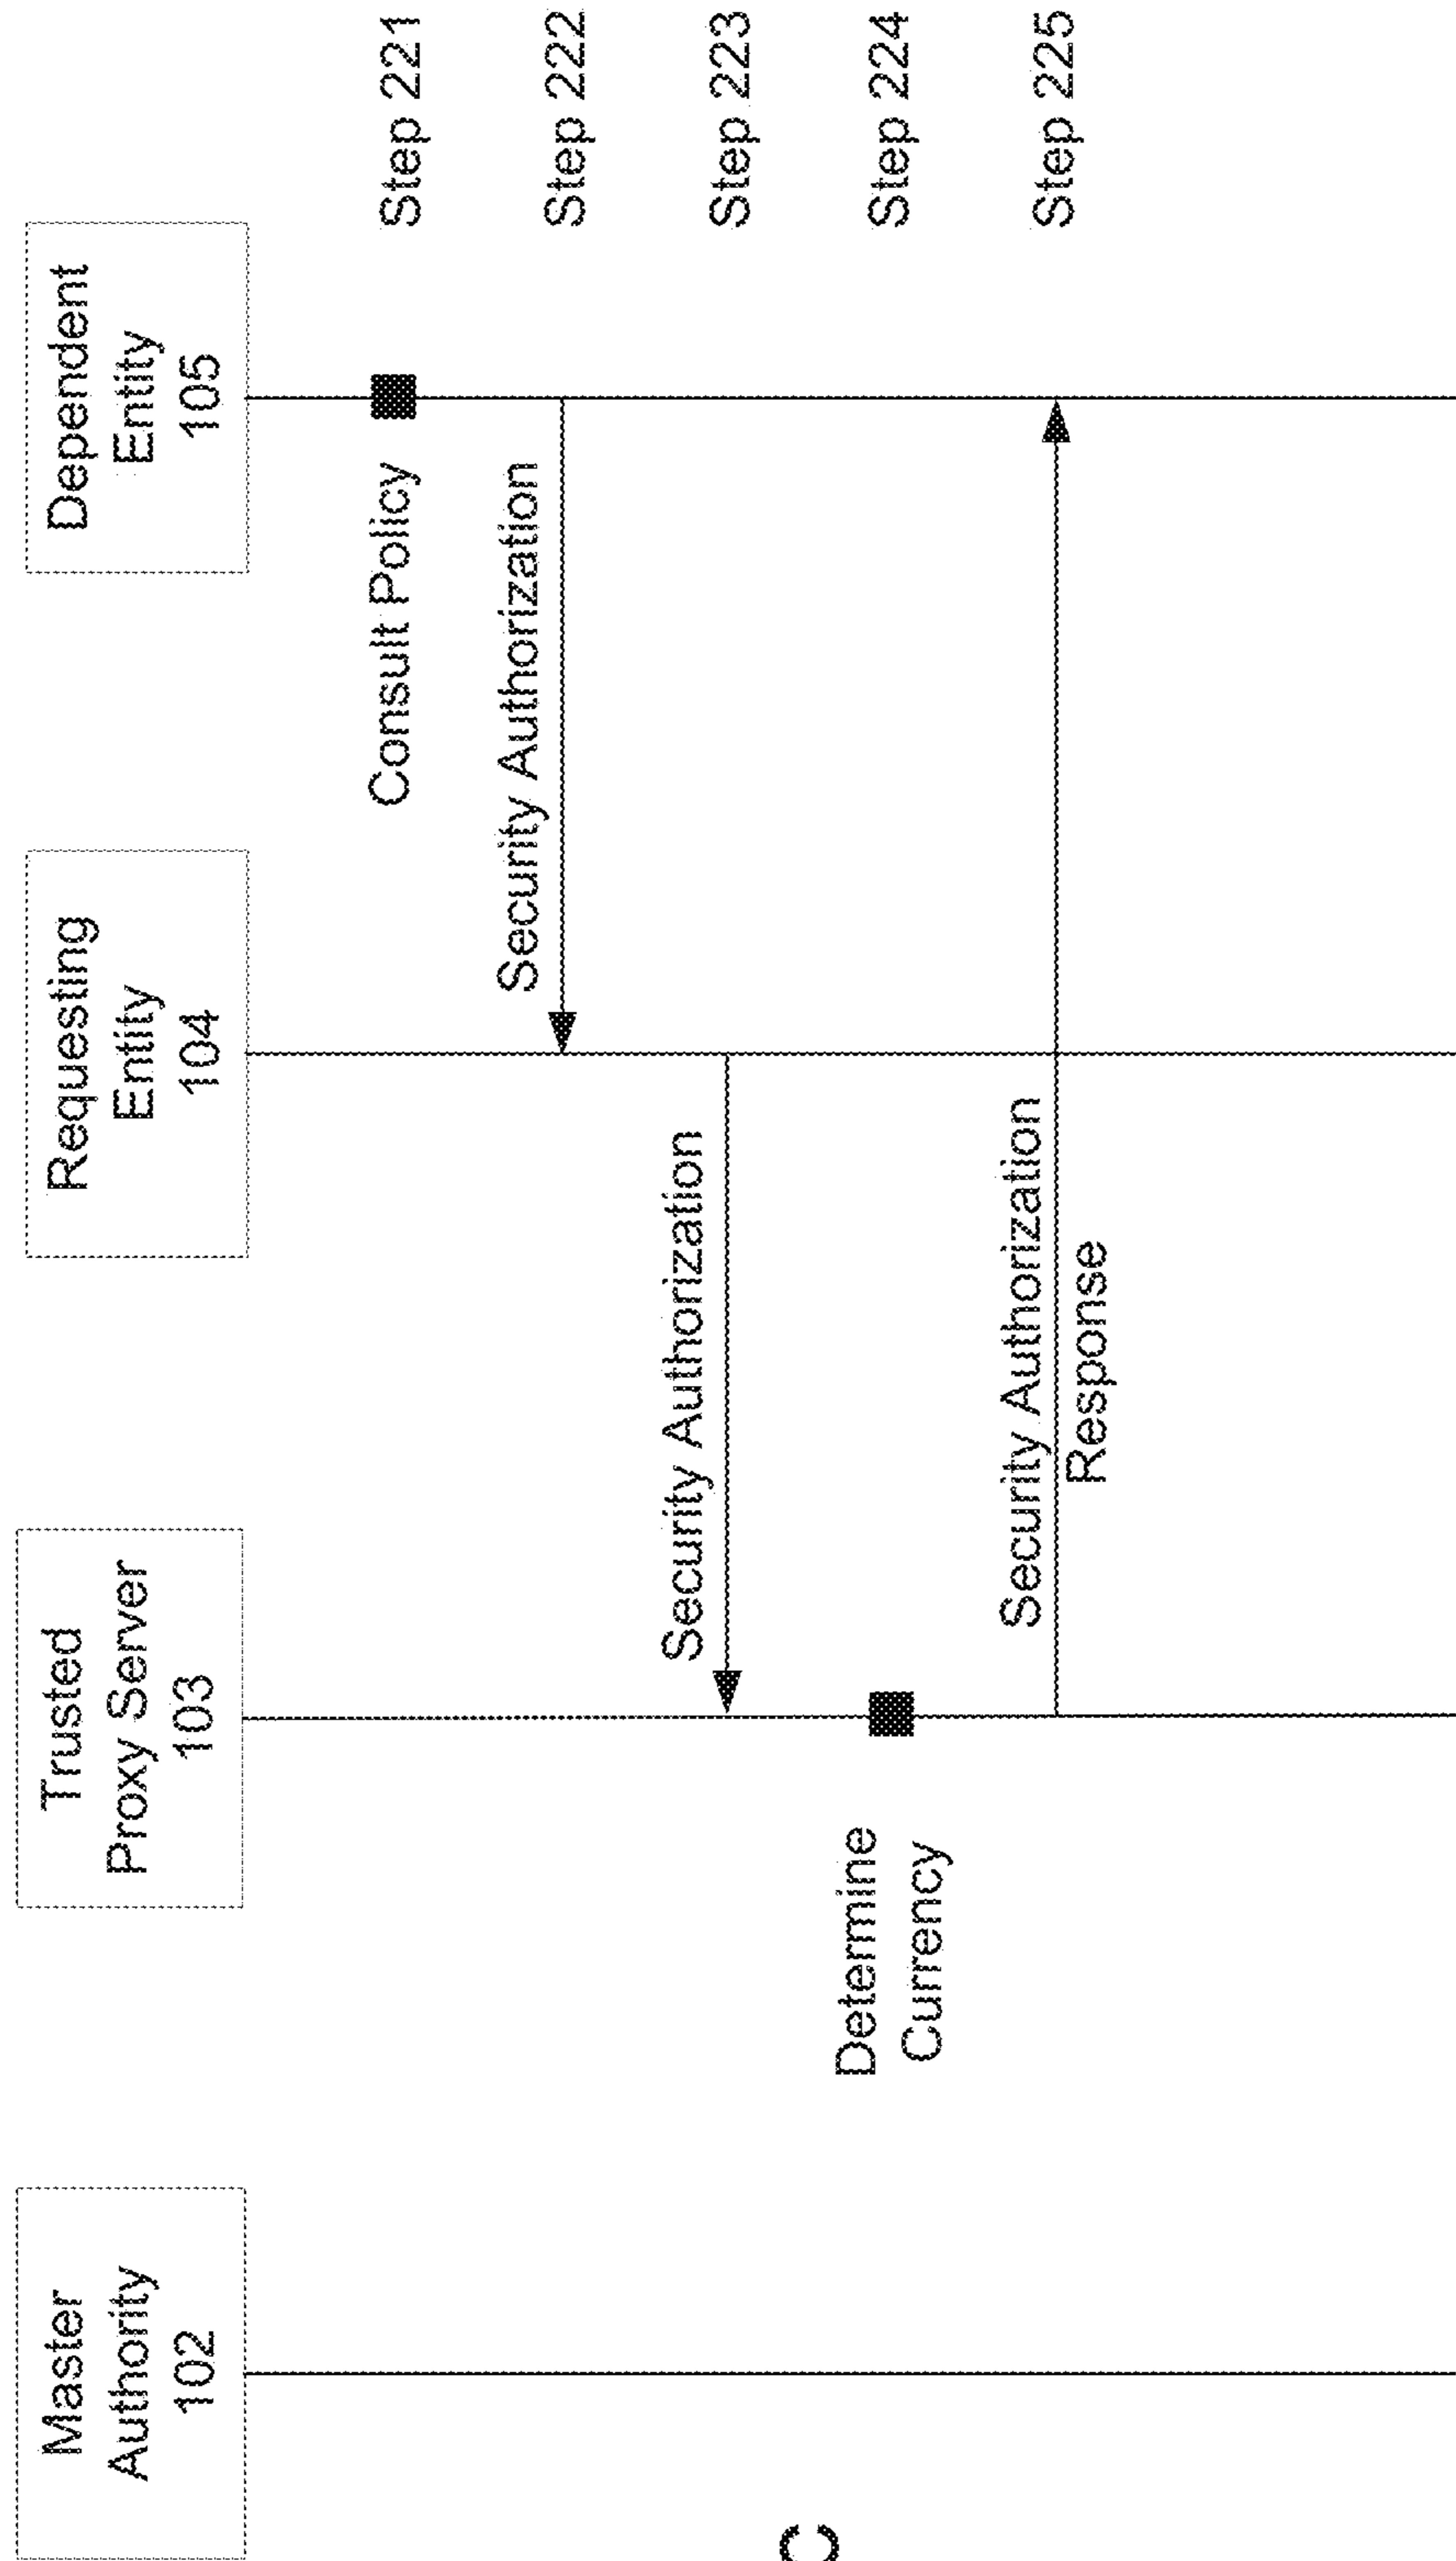 Master
Authority
102
Trusted
Proxy Server
103
Requesting
Entity
104
Dependent
Entity
105
Consult Policy
Step 221
Security Authorization
Step 222
Security Authorization
Step 223
Determine
Currency
Step 224
Security Authorization
Response
Step 225
C